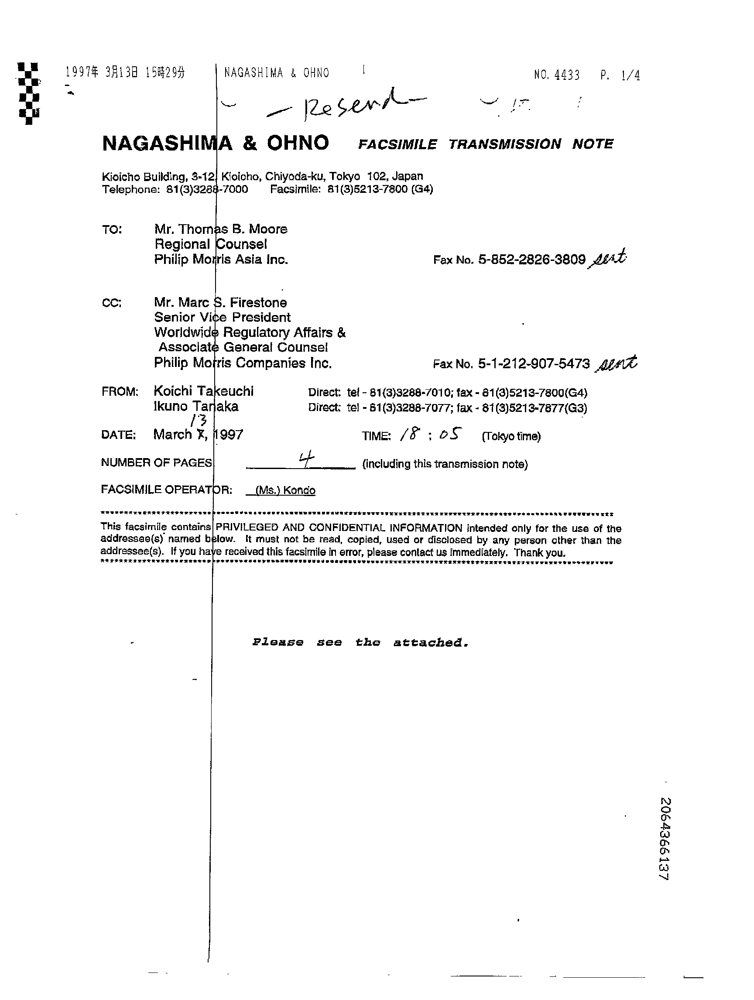 1997年 3月13日 15時29分 NAGASHIMA & OHNO NO. 4433 P. 1/4
— Resend —
NAGASHIMA & OHNO FACSIMILE TRANSMISSION NOTE
Kioicho Building, 3-12, Kioicho, Chiyoda-ku, Tokyo 102, Japan
Telephone: 81(3)3288-7000 Facsimile: 81(3)5213-7800 (G4)
TO: Mr. Thomas B. Moore
Regional Counsel
Philip Morris Asia Inc. Fax No. 5-852-2826-3809 sent
CC: Mr. Marc S. Firestone
Senior Vice President
Worldwide Regulatory Affairs &
Associate General Counsel
Philip Morris Companies Inc. Fax No. 5-1-212-907-5473 sent
FROM: Koichi Takeuchi Direct: tel - 81(3)3288-7010; fax - 81(3)5213-7800(G4)
Ikuno Tanaka Direct: tel - 81(3)3288-7077; fax - 81(3)5213-7877(G3)
13
DATE: March 7, 1997 TIME: 18 : 05 (Tokyo time)
NUMBER OF PAGES 4 (including this transmission note)
FACSIMILE OPERATOR: (Ms.) Kondo
This facsimile contains PRIVILEGED AND CONFIDENTIAL INFORMATION intended only for the use of the
addressee(s) named below. It must not be read, copied, used or disclosed by any person other than the
addressee(s). If you have received this facsimile in error, please contact us immediately. Thank you.
Please see the attached.
2064366137